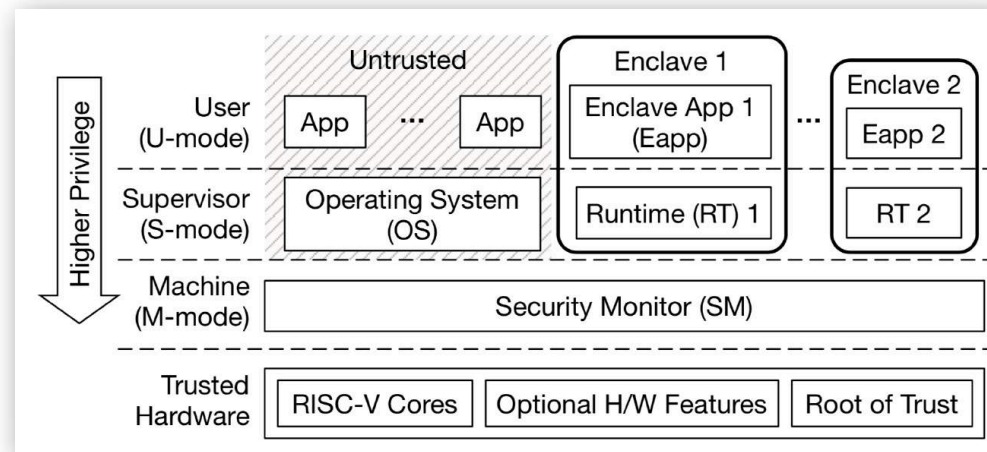 Higher Privilege
Untrusted
Enclave 1
Enclave 2
User
(U-mode)
App
...
App
Enclave App 1
(Eapp)
...
Eapp 2
Supervisor
(S-mode)
Operating System
(OS)
Runtime (RT) 1
RT 2
Machine
(M-mode)
Security Monitor (SM)
Trusted
Hardware
RISC-V Cores
Optional H/W Features
Root of Trust